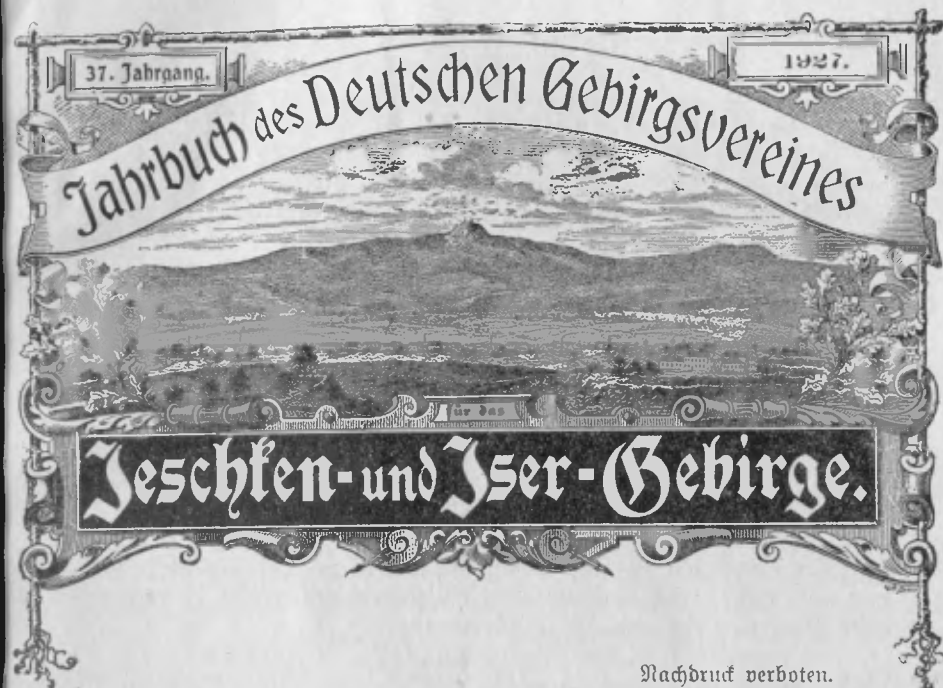 37. Jahrgang.
1927.
Jahrbuch des Deutschen Gebirgsvereines
für das
Jeschken- und Iser-Gebirge.
Nachdruck verboten.